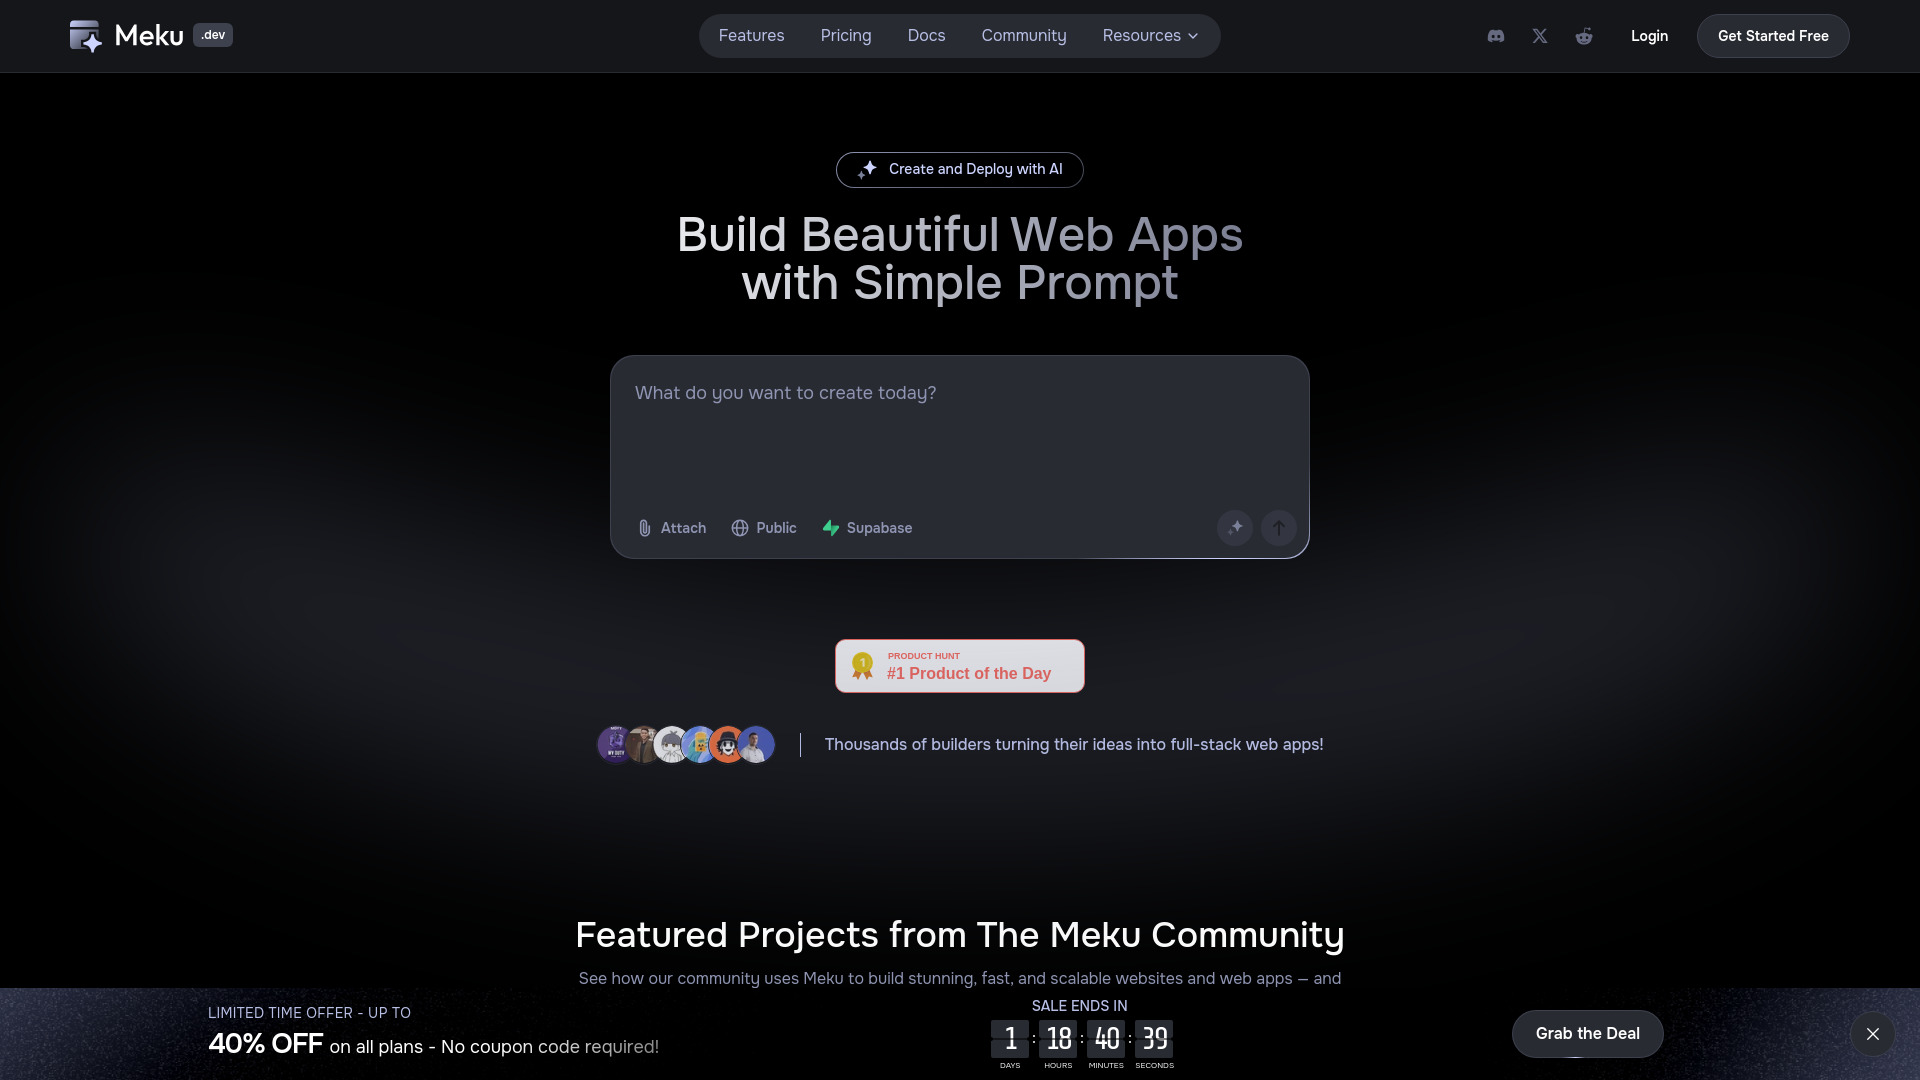 Meku .dev
Features Pricing Docs Community Resources
Login Get Started Free
Create and Deploy with AI
Build Beautiful Web Apps
with Simple Prompt
What do you want to create today?
Attach Public Supabase
1
PRODUCT HUNT
#1 Product of the Day
MY DUTY
Thousands of builders turning their ideas into full-stack web apps!
Featured Projects from The Meku Community
See how our community uses Meku to build stunning, fast, and scalable websites and web apps — and
LIMITED TIME OFFER - UP TO
40% OFF on all plans - No coupon code required!
SALE ENDS IN
1 : 18 : 40 : 39
DAYS HOURS MINUTES SECONDS
Grab the Deal